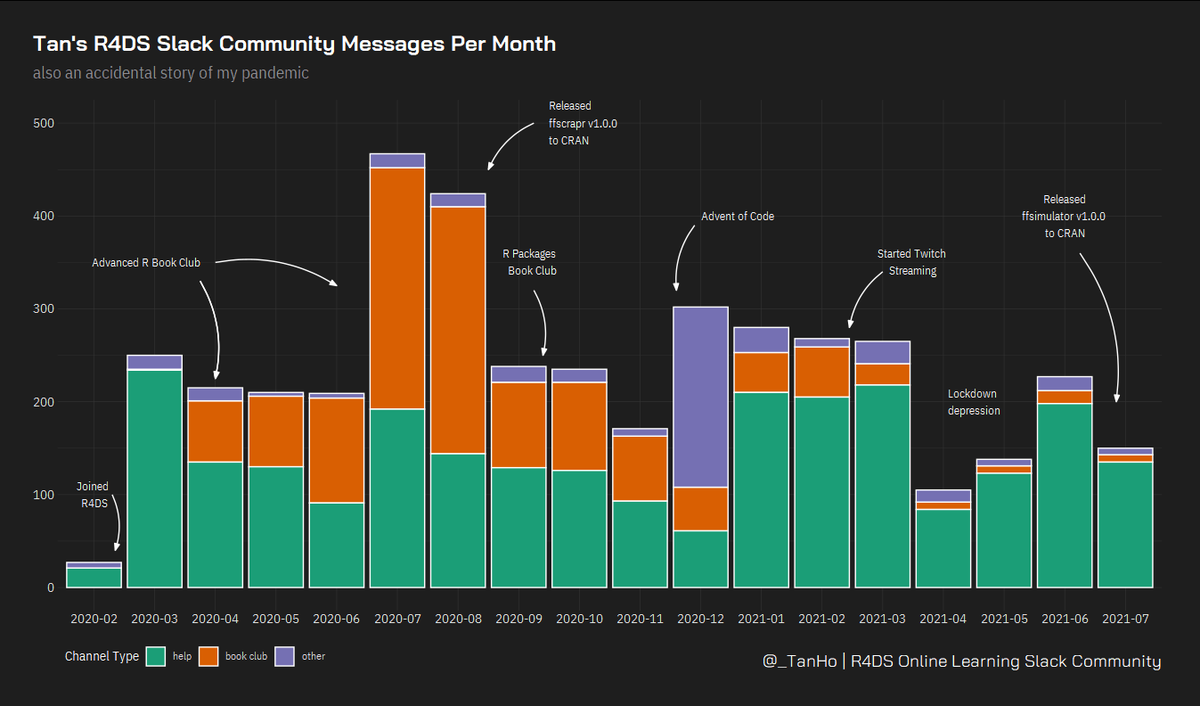 Tan's R4DS Slack Community Messages Per Month
also an accidental story of my pandemic
500
400
300
200
100
0
Joined
R4DS
Advanced R Book Club
Released
ffscrapr v1.0.0
to CRAN
R Packages
Book Club
Advent of Code
Started Twitch
Streaming
Lockdown
depression
Released
ffsimulator v1.0.0
to CRAN
2020-02 2020-03 2020-04 2020-05 2020-06 2020-07 2020-08 2020-09 2020-10 2020-11 2020-12 2021-01 2021-02 2021-03 2021-04 2021-05 2021-06 2021-07
Channel Type help book club other
@_TanHo | R4DS Online Learning Slack Community